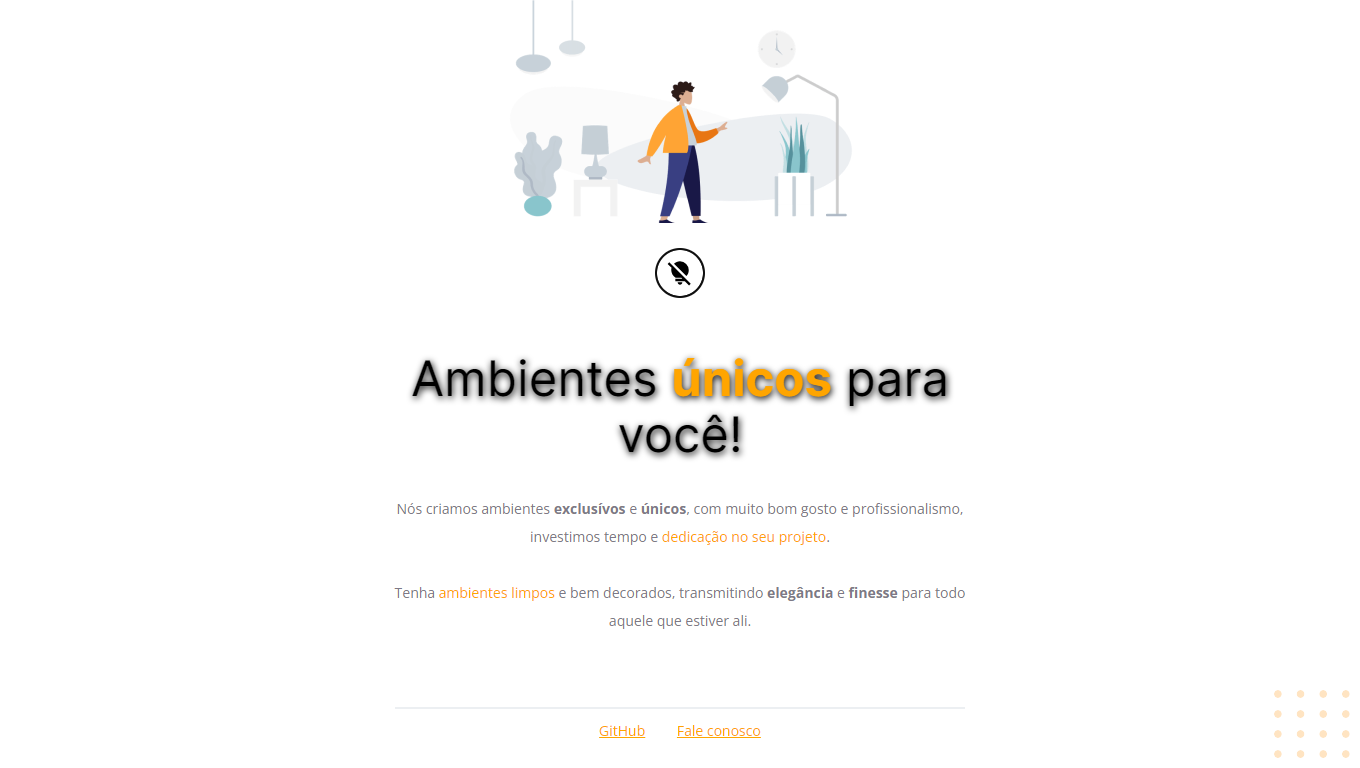 Ambientes únicos para
você!
Nós criamos ambientes exclusívos e únicos, com muito bom gosto e profissionalismo,
investimos tempo e dedicação no seu projeto.
Tenha ambientes limpos e bem decorados, transmitindo elegância e finesse para todo
aquele que estiver ali.
GitHub Fale conosco